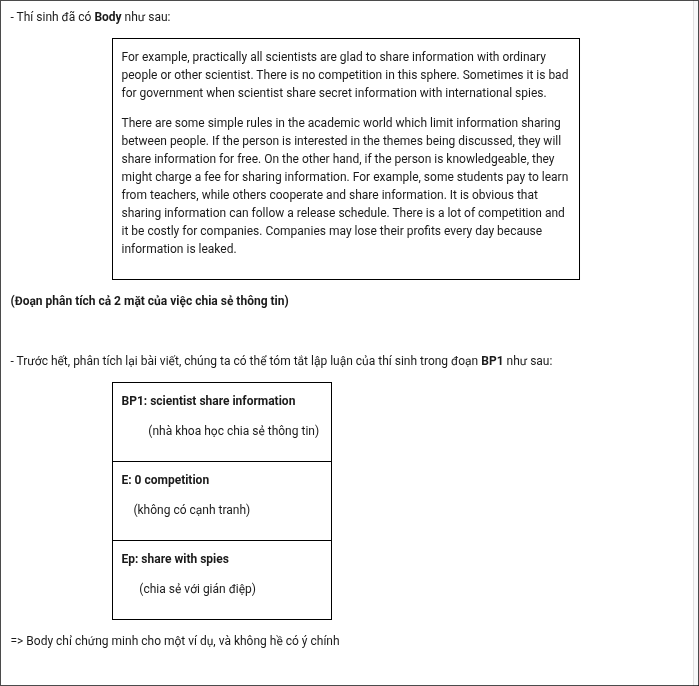 - Thí sinh đã có Body như sau:
For example, practically all scientists are glad to share information with ordinary
people or other scientist. There is no competition in this sphere. Sometimes it is bad
for government when scientist share secret information with international spies.
There are some simple rules in the academic world which limit information sharing
between people. If the person is interested in the themes being discussed, they will
share information for free. On the other hand, if the person is knowledgeable, they
might charge a fee for sharing information. For example, some students pay to learn
from teachers, while others cooperate and share information. It is obvious that
sharing information can follow a release schedule. There is a lot of competition and
it be costly for companies. Companies may lose their profits every day because
information is leaked.
(Đoạn phân tích cả 2 mặt của việc chia sẻ thông tin)
- Trước hết, phân tích lại bài viết, chúng ta có thể tóm tắt lập luận của thí sinh trong đoạn BP1 như sau:
BP1: scientist share information
(nhà khoa học chia sẻ thông tin)
E: 0 competition
(không có cạnh tranh)
Ep: share with spies
(chia sẻ với gián điệp)
=> Body chỉ chứng minh cho một ví dụ, và không hề có ý chính